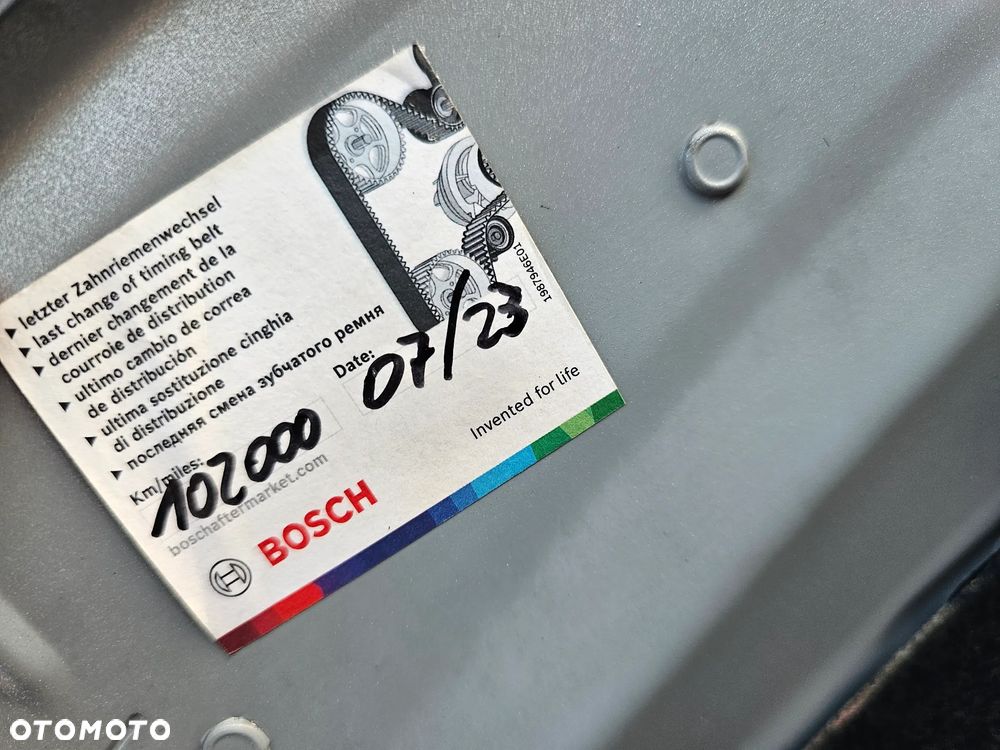 ▸ letzter Zahnriemenwechsel
▸ last change of timing belt
▸ dernier changement de la
courroie de distribution
▸ ultimo cambio de correa
de distribución
▸ ultima sostituzione cinghia
di distribuzione
▸ последняя смена зубчатого ремня
Km/miles:
102000
Date:
07/23
1987946E01
boschaftermarket.com
BOSCH
Invented for life
OTOMOTO